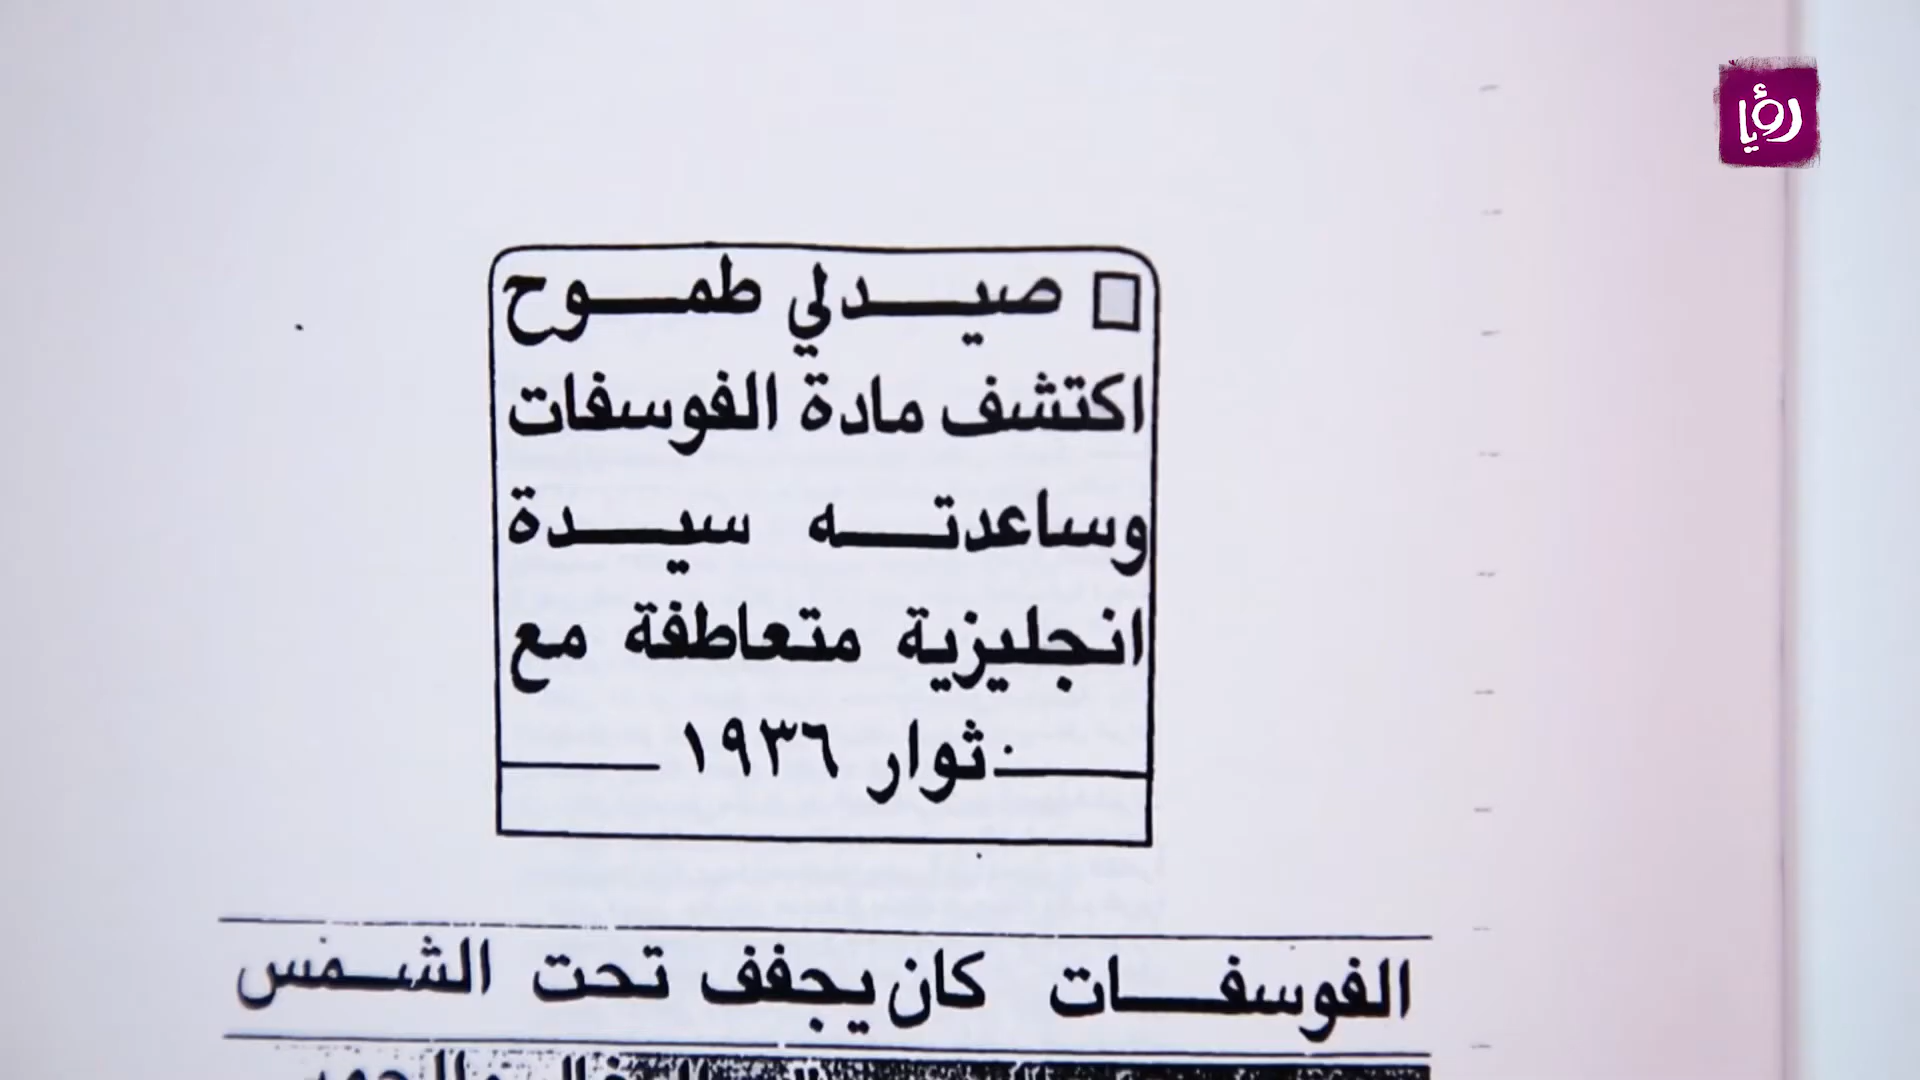 رؤيا
صيدلي طموح
اكتشف مادة الفوسفات
وساعدته سيدة
انجليزية متعاطفة مع
ثوار ١٩٣٦
الفوسفات كان يجفف تحت الشمس